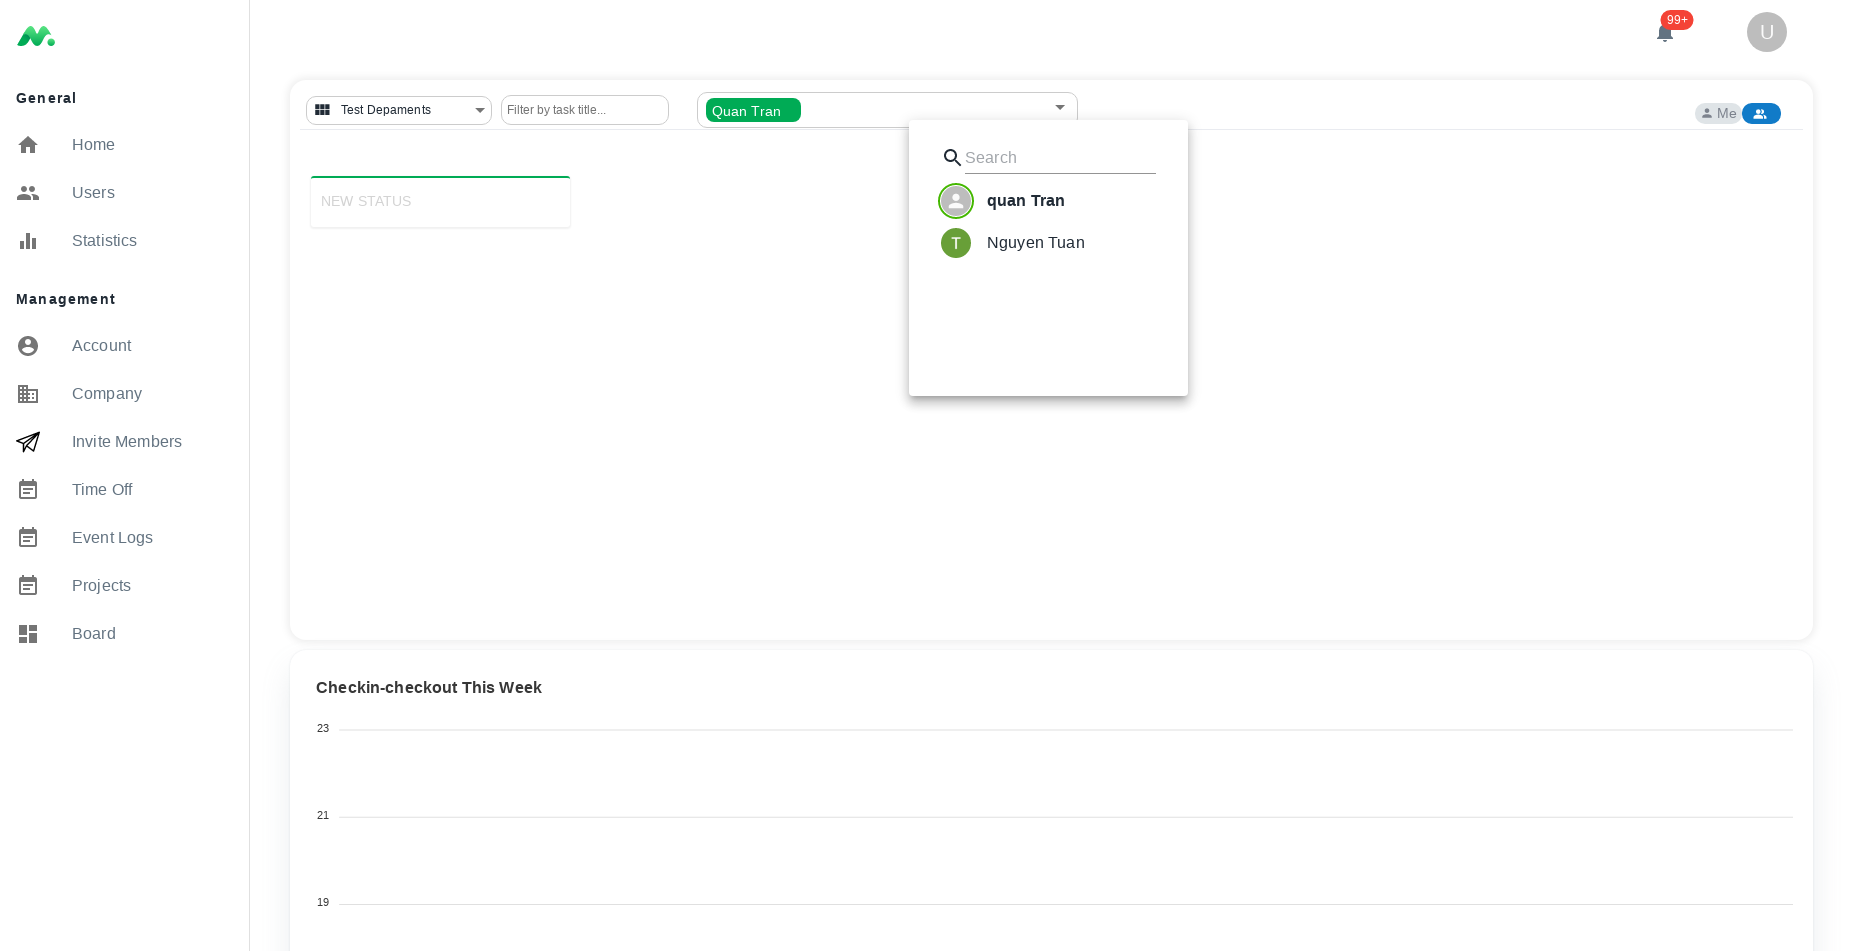 99+
U
General
Home
Users
Statistics
Management
Account
Company
Invite Members
Time Off
Event Logs
Projects
Board
Test Depaments
Filter by task title...
Quan Tran
Me
NEW STATUS
Search
quan Tran
T
Nguyen Tuan
Checkin-checkout This Week
23
21
19